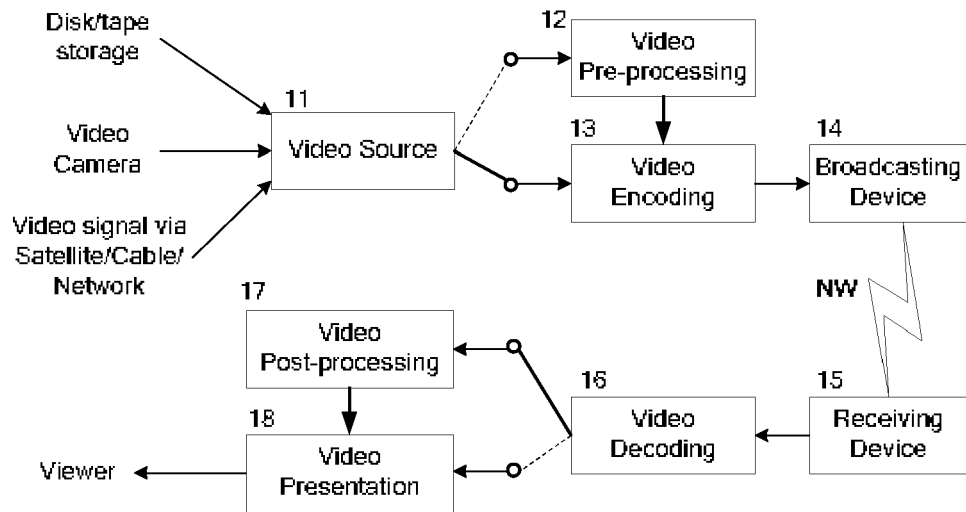 Disk/tape
storage
12
Video
Pre-processing
11
Video Source
Video
Camera
13
Video
Encoding
14
Broadcasting
Device
Video signal via
Satellite/Cable/
Network
NW
17
Video
Post-processing
16
Video
Decoding
15
Receiving
Device
18
Video
Presentation
Viewer